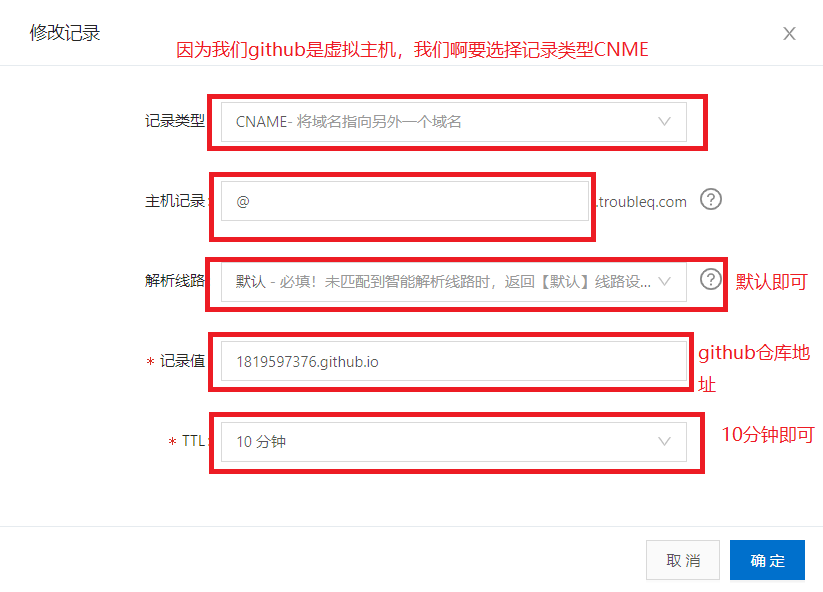 修改记录
因为我们github是虚拟主机，我们啊要选择记录类型CNME
记录类型 CNAME- 将域名指向另外一个域名
主机记录: @ .troubleq.com ?
解析线路 默认 - 必填！未匹配到智能解析线路时，返回【默认】线路设... ? 默认即可
* 记录值 1819597376.github.io github仓库地
址
* TTL: 10 分钟 10分钟即可
取 消 确 定